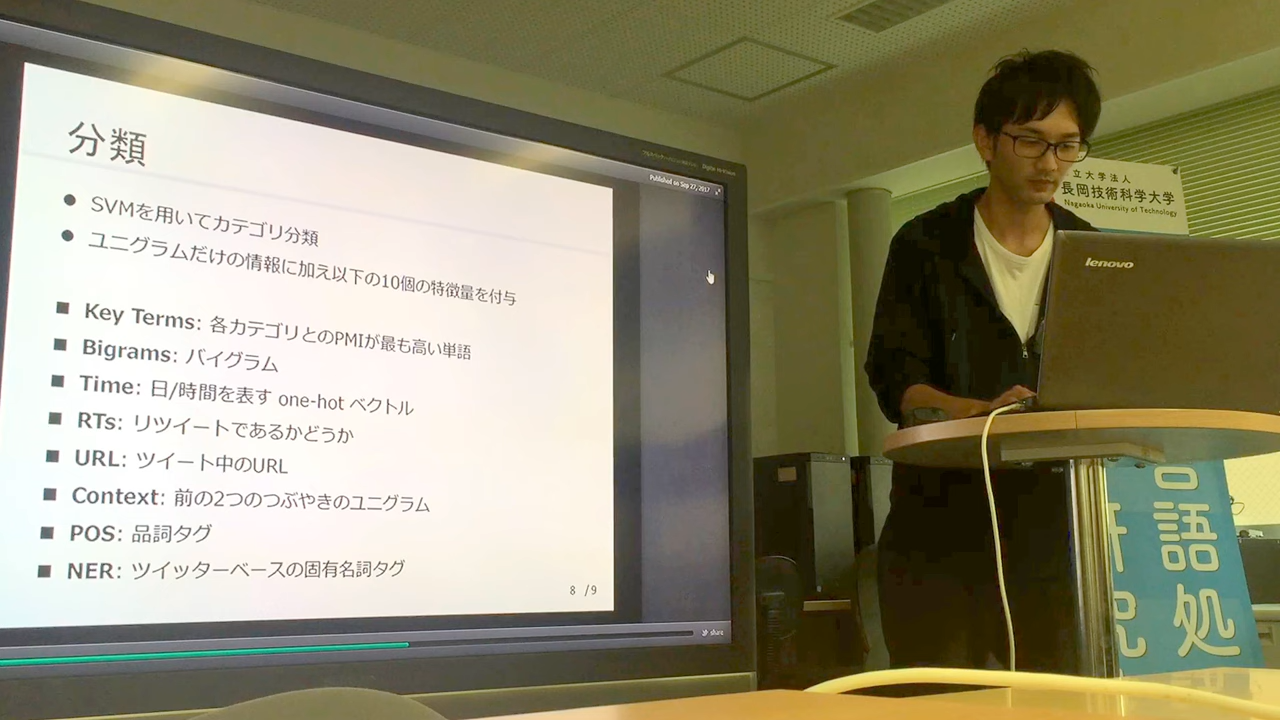 分類
● SVMを用いてカテゴリ分類
● ユニグラムだけの情報に加え以下の10個の特徴量を付与
■ Key Terms: 各カテゴリとのPMIが最も高い単語
■ Bigrams: バイグラム
■ Time: 日/時間を表す one-hot ベクトル
■ RTs: リツイートであるかどうか
■ URL: ツイート中のURL
■ Context: 前の2つのつぶやきのユニグラム
■ POS: 品詞タグ
■ NER: ツイッターベースの固有名詞タグ
8 /9
Published on Sep 27, 2017
share
立大学法人
長岡技術科学大学
Nagaoka University of Technology
lenovo
語処